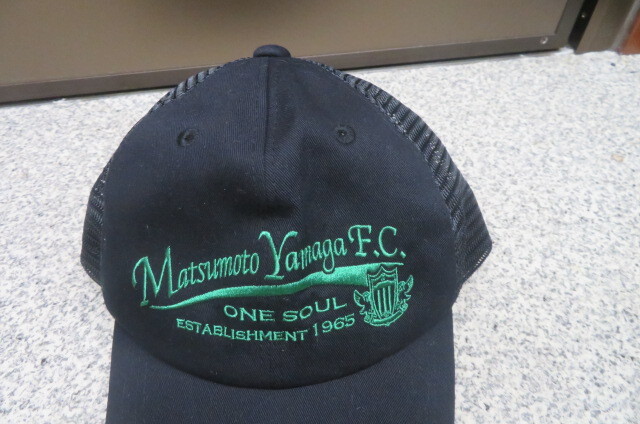 Matsumoto Yamaga F.C.
ONE SOUL
ESTABLISHMENT 1965